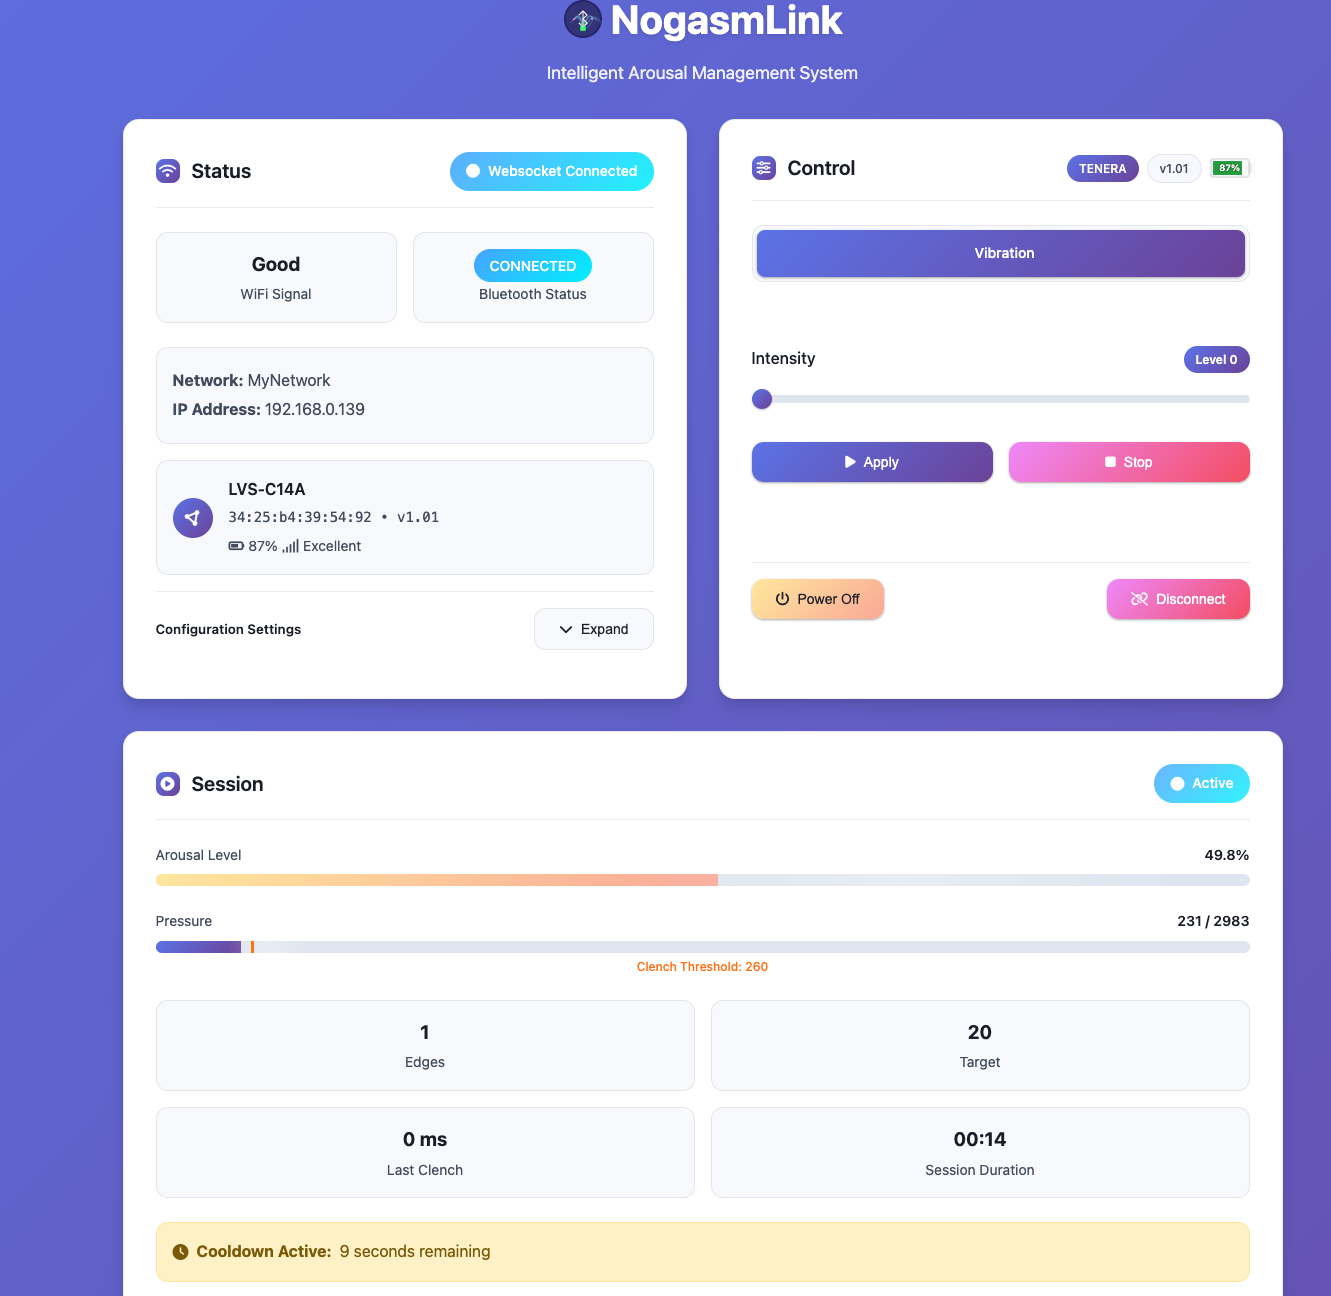 NogasmLink
Intelligent Arousal Management System
Status
Websocket Connected
Good
WiFi Signal
CONNECTED
Bluetooth Status
Network: MyNetwork
IP Address: 192.168.0.139
LVS-C14A
34:25:b4:39:54:92 • v1.01
87% Excellent
Configuration Settings
Expand
Control
TENERA
v1.01
87%
Vibration
Intensity
Level 0
Apply
Stop
Power Off
Disconnect
Session
Active
Arousal Level
49.8%
Pressure
231 / 2983
Clench Threshold: 260
1
Edges
20
Target
0 ms
Last Clench
00:14
Session Duration
Cooldown Active: 9 seconds remaining